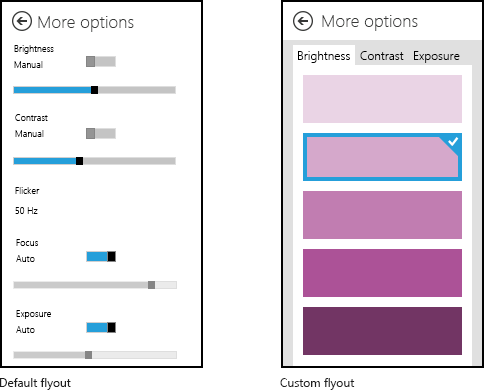 More options
Brightness
Manual
Contrast
Manual
Flicker
50 Hz
Focus
Auto
Exposure
Auto
Default flyout
More options
Brightness Contrast Exposure
Custom flyout